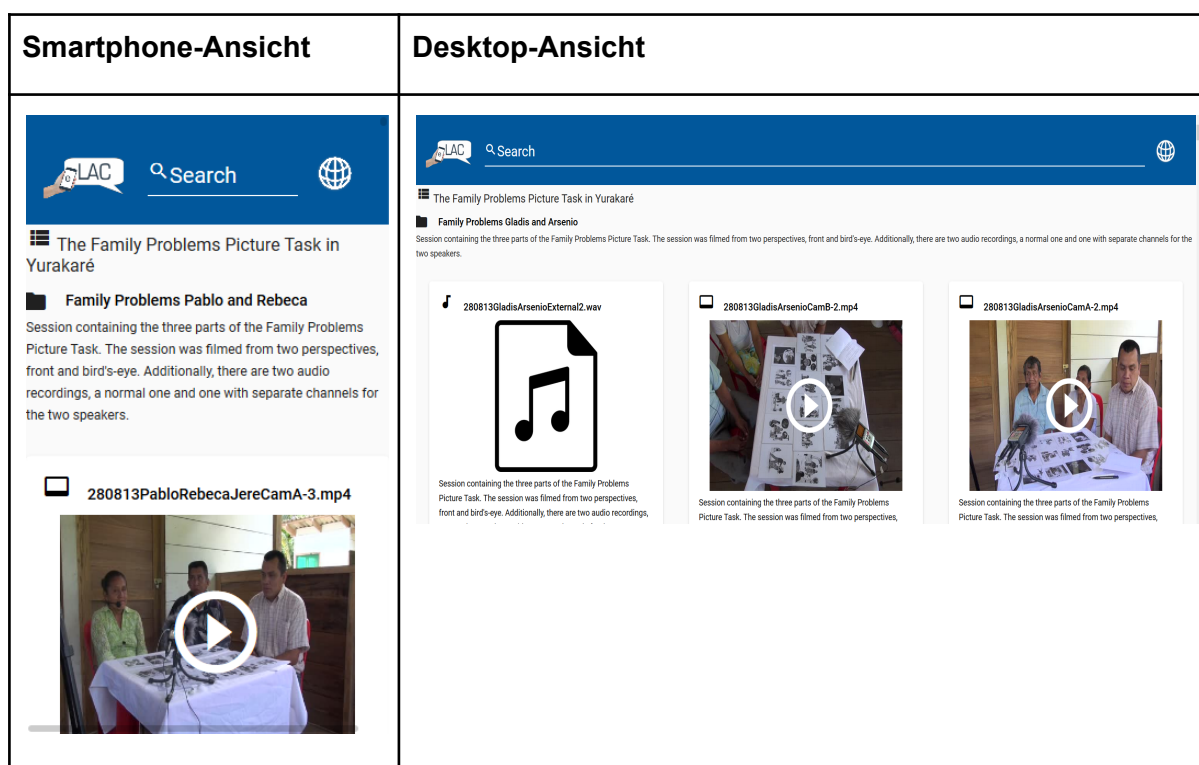 Smartphone-Ansicht
Desktop-Ansicht
LAC
Search
The Family Problems Picture Task in
Yurakaré
Family Problems Pablo and Rebeca
Session containing the three parts of the Family Problems
Picture Task. The session was filmed from two perspectives,
front and bird's-eye. Additionally, there are two audio
recordings, a normal one and one with separate channels for
the two speakers.
280813PabloRebecaJereCamA-3.mp4
LAC
Search
The Family Problems Picture Task in Yurakaré
Family Problems Gladis and Arsenio
Session containing the three parts of the Family Problems Picture Task. The session was filmed from two perspectives, front and bird's-eye. Additionally, there are two audio recordings, a normal one and one with separate channels for the
two speakers.
280813GladisArsenioExternal2.wav
Session containing the three parts of the Family Problems
Picture Task. The session was filmed from two perspectives,
front and bird's-eye. Additionally, there are two audio recordings,
280813GladisArsenioCamB-2.mp4
Session containing the three parts of the Family Problems
Picture Task. The session was filmed from two perspectives,
280813GladisArsenioCamA-2.mp4
Session containing the three parts of the Family Problems
Picture Task. The session was filmed from two perspectives,